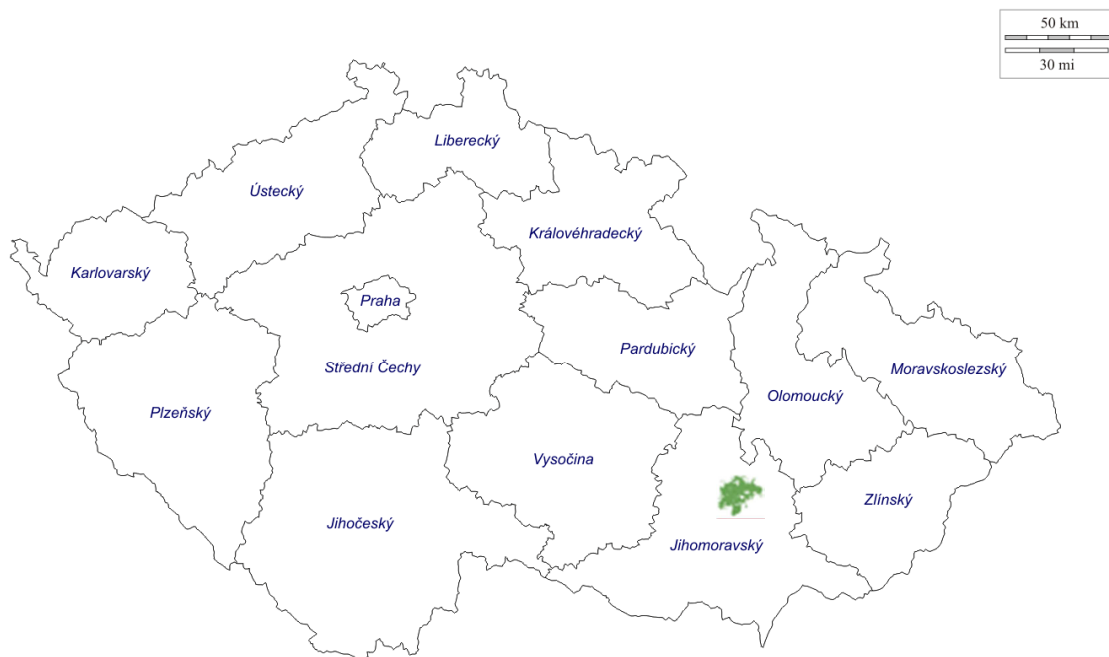 50 km
30 mi
Liberecký
Ústecký
Královéhradecký
Karlovarský
Praha
Pardubický
Střední Čechy
Moravskoslezský
Olomoucký
Plzeňský
Vysočina
Zlínský
Jihočeský
Jihomoravský